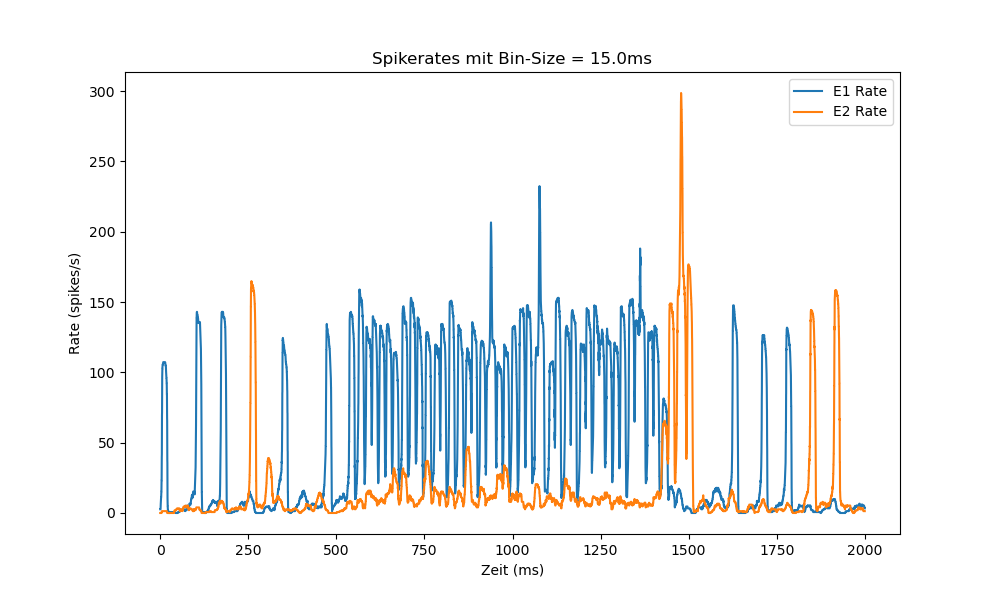 Spikerates mit Bin-Size = 15.0ms
E1 Rate
E2 Rate
300
250
200
150
100
50
0
Rate (spikes/s)
0 250 500 750 1000 1250 1500 1750 2000
Zeit (ms)